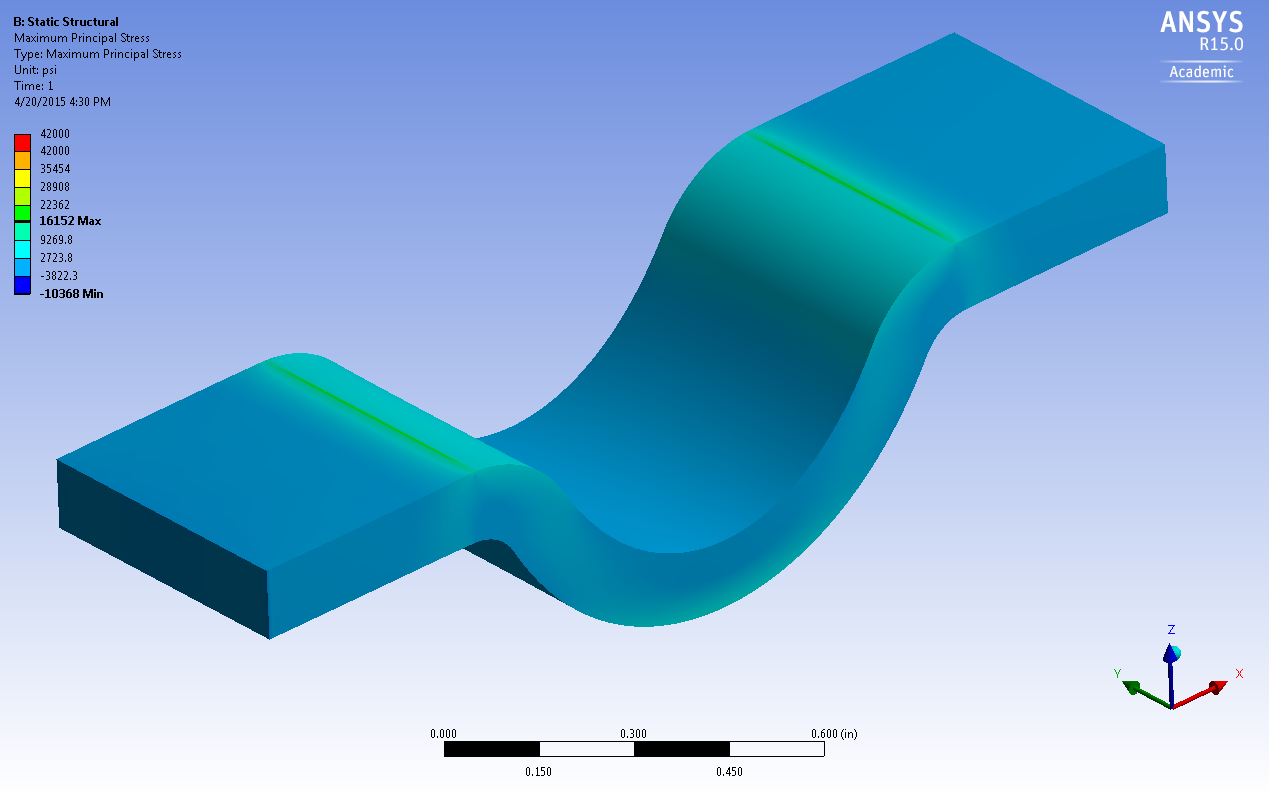 B: Static Structural
Maximum Principal Stress
Type: Maximum Principal Stress
Unit: psi
Time: 1
4/20/2015 4:30 PM
ANSYS
R15.0
Academic
42000
42000
35454
28908
22362
16152 Max
9269.8
2723.8
-3822.3
-10368 Min
Z
Y
X
0.000
0.300
0.600 (in)
0.150
0.450